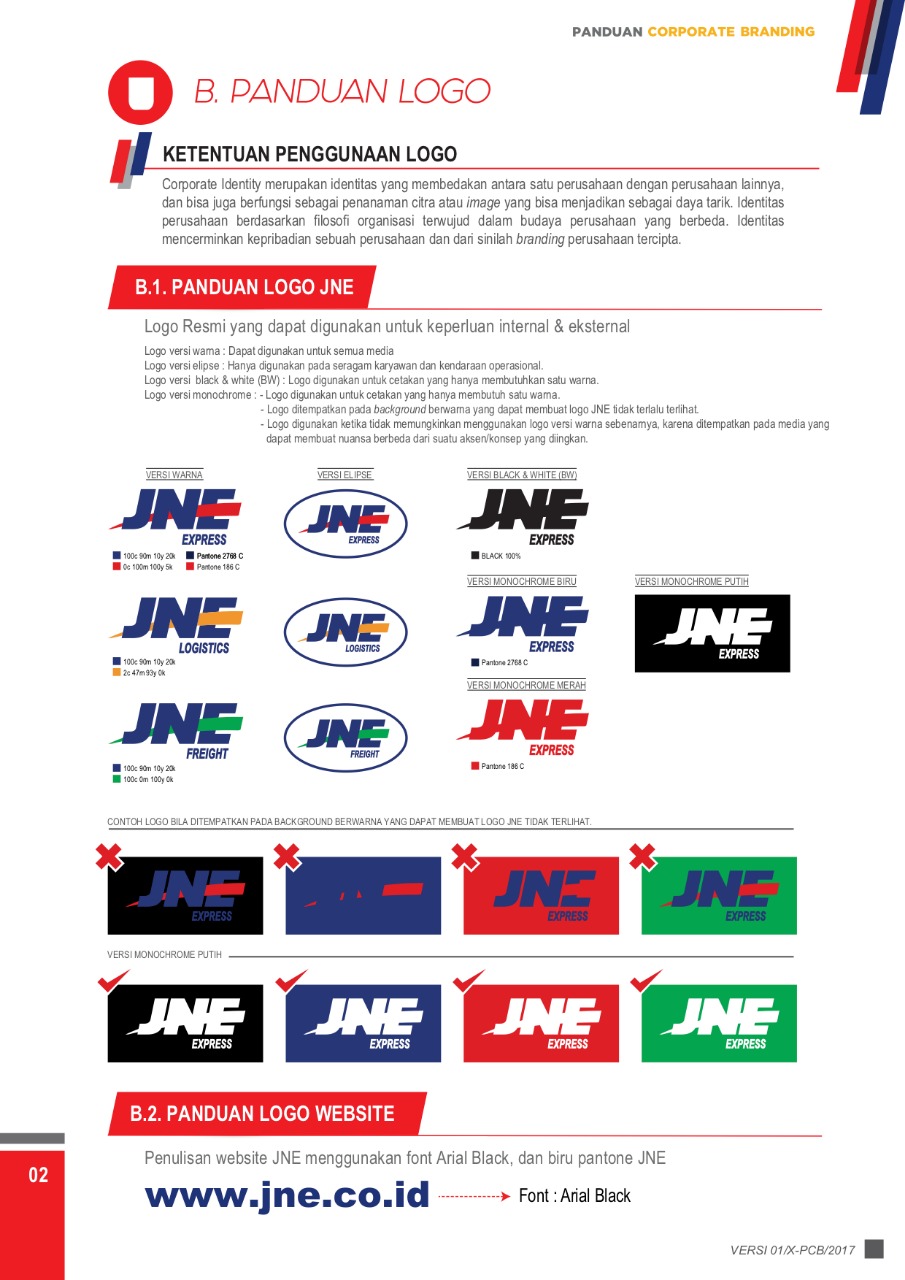 PANDUAN CORPORATE BRANDING
B. PANDUAN LOGO
KETENTUAN PENGGUNAAN LOGO
Corporate Identity merupakan identitas yang membedakan antara satu perusahaan dengan perusahaan lainnya,
dan bisa juga berfungsi sebagai penanaman citra atau image yang bisa menjadikan sebagai daya tarik. Identitas
perusahaan berdasarkan filosofi organisasi terwujud dalam budaya perusahaan yang berbeda. Identitas
mencerminkan kepribadian sebuah perusahaan dan dari sinilah branding perusahaan tercipta.
B.1. PANDUAN LOGO JNE
Logo Resmi yang dapat digunakan untuk keperluan internal & eksternal
Logo versi warna : Dapat digunakan untuk semua media
Logo versi elipse : Hanya digunakan pada seragam karyawan dan kendaraan operasional.
Logo versi black & white (BW) : Logo digunakan untuk cetakan yang hanya membutuhkan satu warna.
Logo versi monochrome : - Logo digunakan untuk cetakan yang hanya membutuh satu warna.
- Logo ditempatkan pada background berwarna yang dapat membuat logo JNE tidak terlalu terlihat.
- Logo digunakan ketika tidak memungkinkan menggunakan logo versi warna sebenarnya, karena ditempatkan pada media yang
dapat membuat nuansa berbeda dari suatu aksen/konsep yang diingkan.
VERSI WARNA
JNE
EXPRESS
100c 90m 10y 20k Pantone 2768 C
0c 100m 100y 5k Pantone 186 C
JNE
LOGISTICS
100c 90m 10y 20k
2c 47m 93y 0k
JNE
FREIGHT
100c 90m 10y 20k
100c 0m 100y 0k
VERSI ELIPSE
JNE
EXPRESS
JNE
LOGISTICS
JNE
FREIGHT
VERSI BLACK & WHITE (BW)
JNE
EXPRESS
BLACK 100%
VERSI MONOCHROME BIRU
JNE
EXPRESS
Pantone 2768 C
VERSI MONOCHROME MERAH
JNE
EXPRESS
Pantone 186 C
VERSI MONOCHROME PUTIH
JNE
EXPRESS
CONTOH LOGO BILA DITEMPATKAN PADA BACKGROUND BERWARNA YANG DAPAT MEMBUAT LOGO JNE TIDAK TERLIHAT.
JNE
EXPRESS
JNE
EXPRESS
JNE
EXPRESS
VERSI MONOCHROME PUTIH
JNE
EXPRESS
JNE
EXPRESS
JNE
EXPRESS
JNE
EXPRESS
B.2. PANDUAN LOGO WEBSITE
Penulisan website JNE menggunakan font Arial Black, dan biru pantone JNE
www.jne.co.id Font : Arial Black
02
VERSI 01/X-PCB/2017